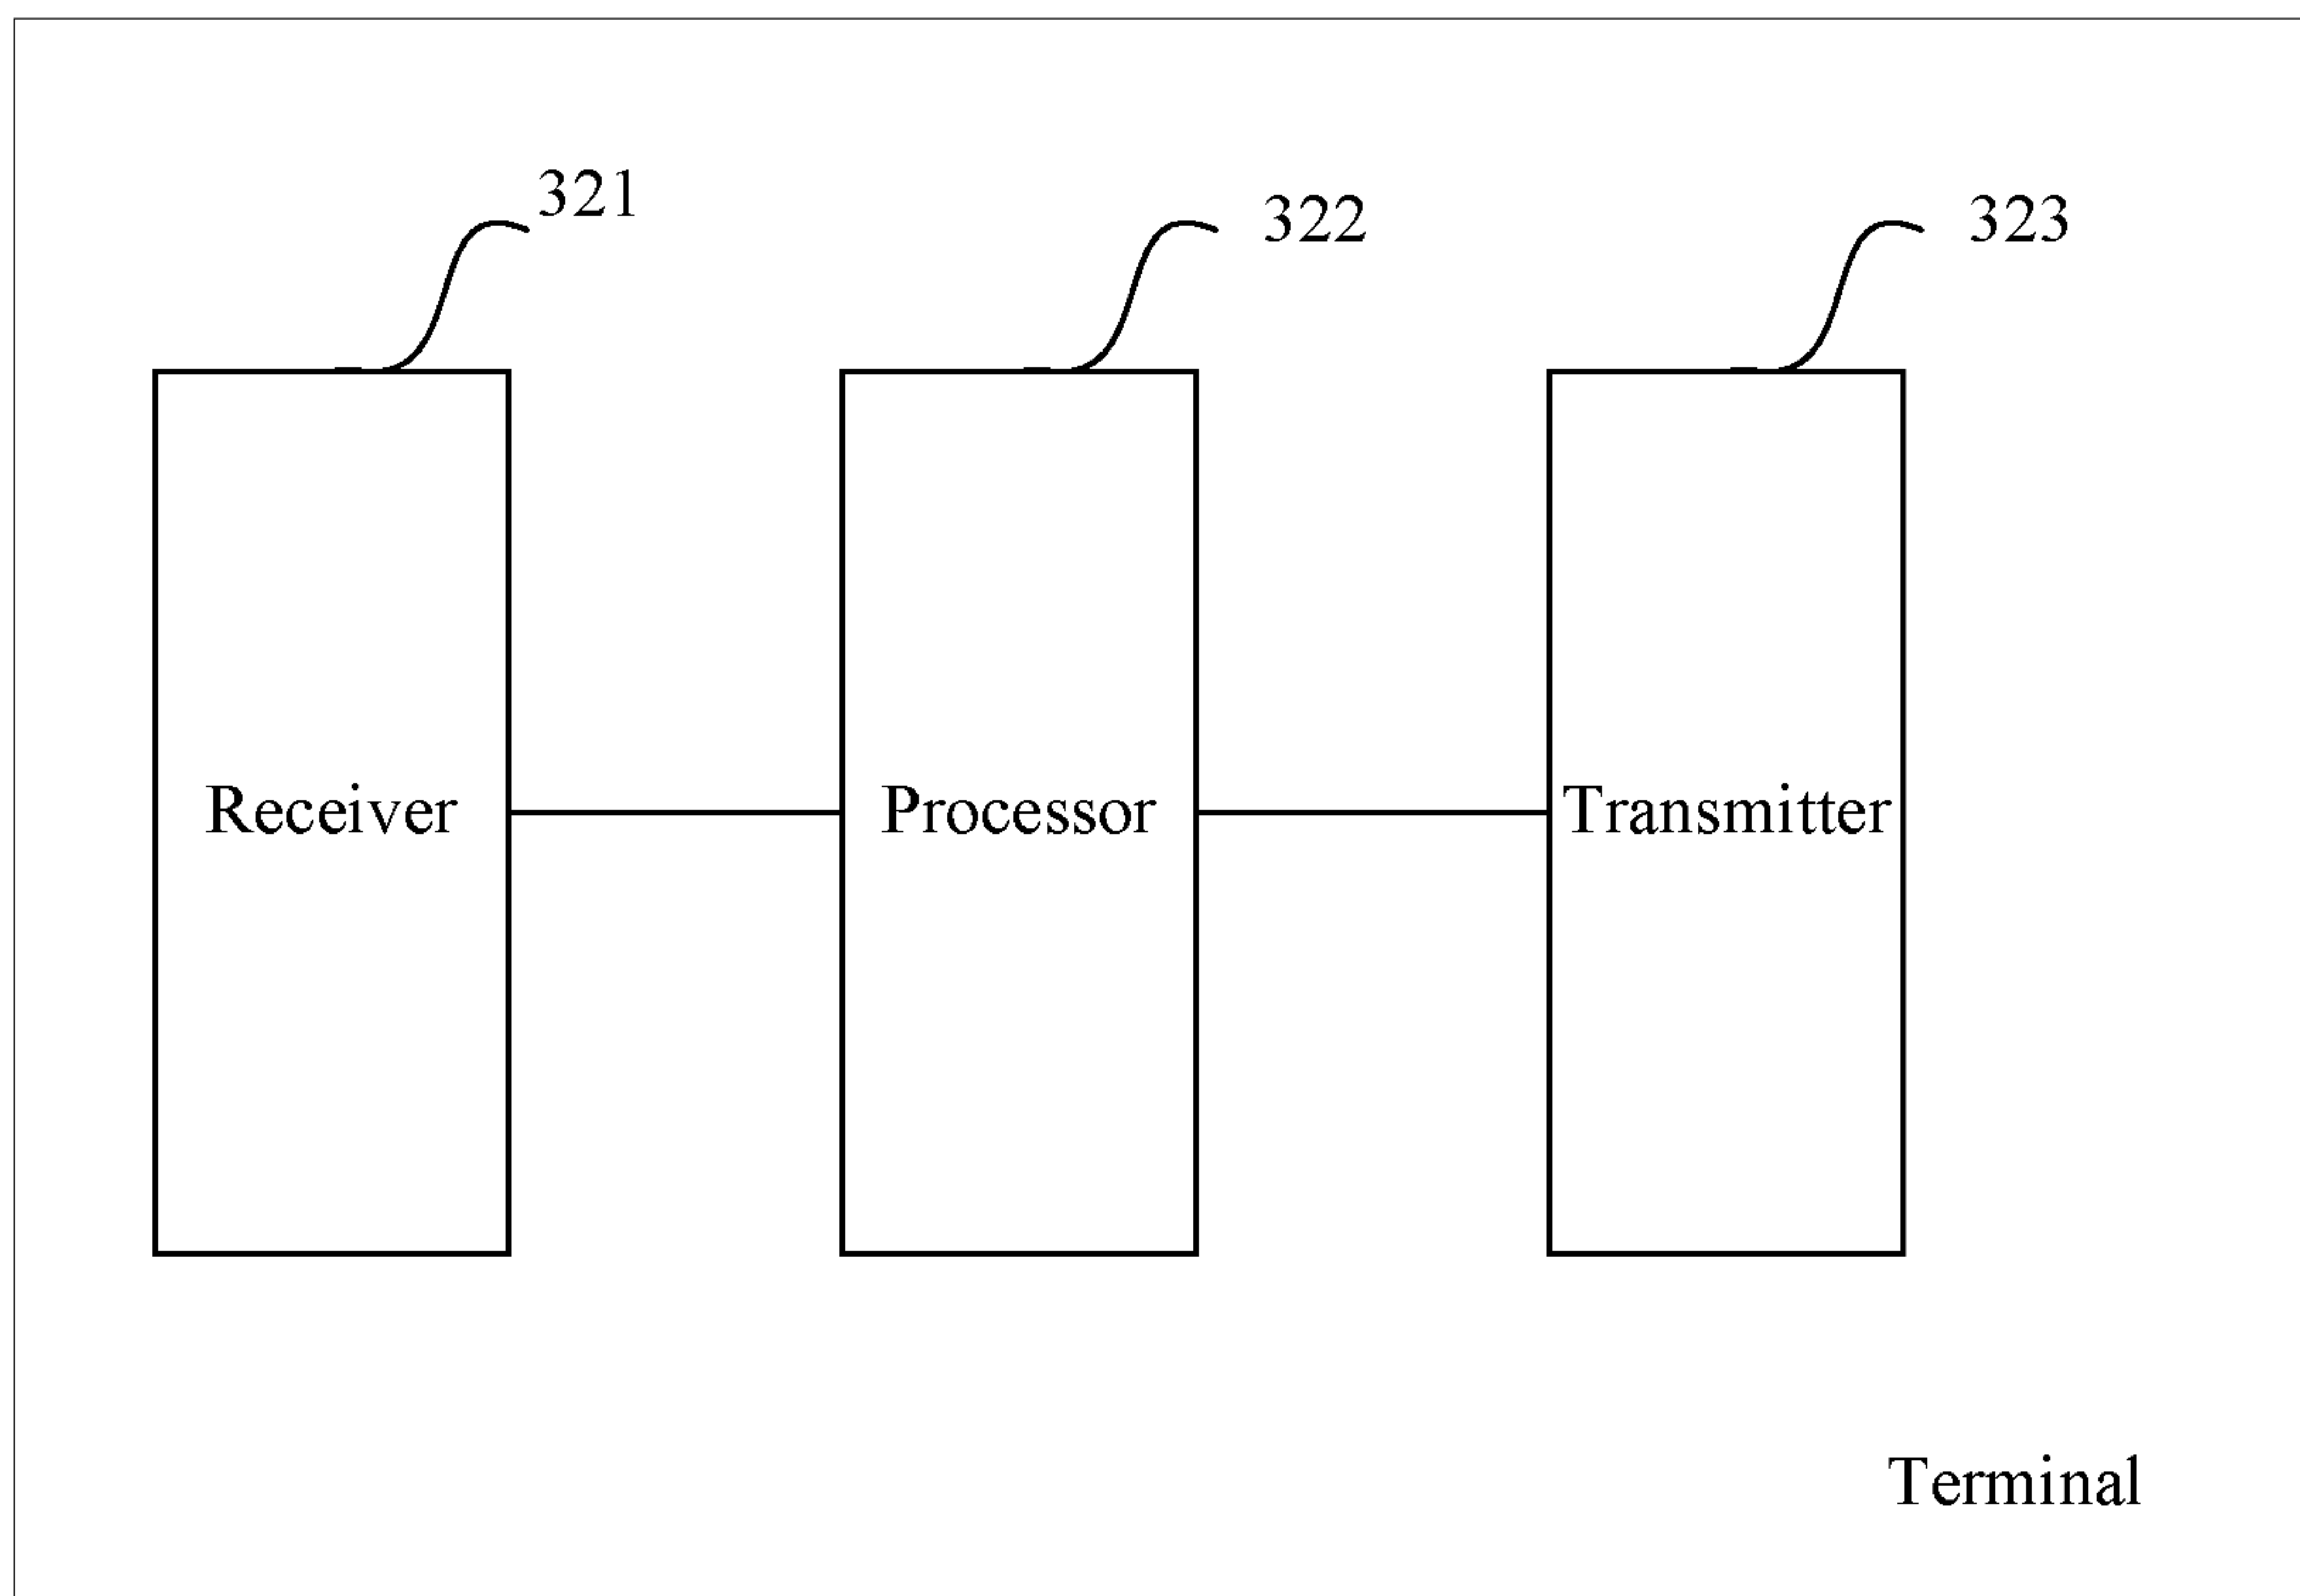 321
322
323
Receiver
Processor
Transmitter
Terminal